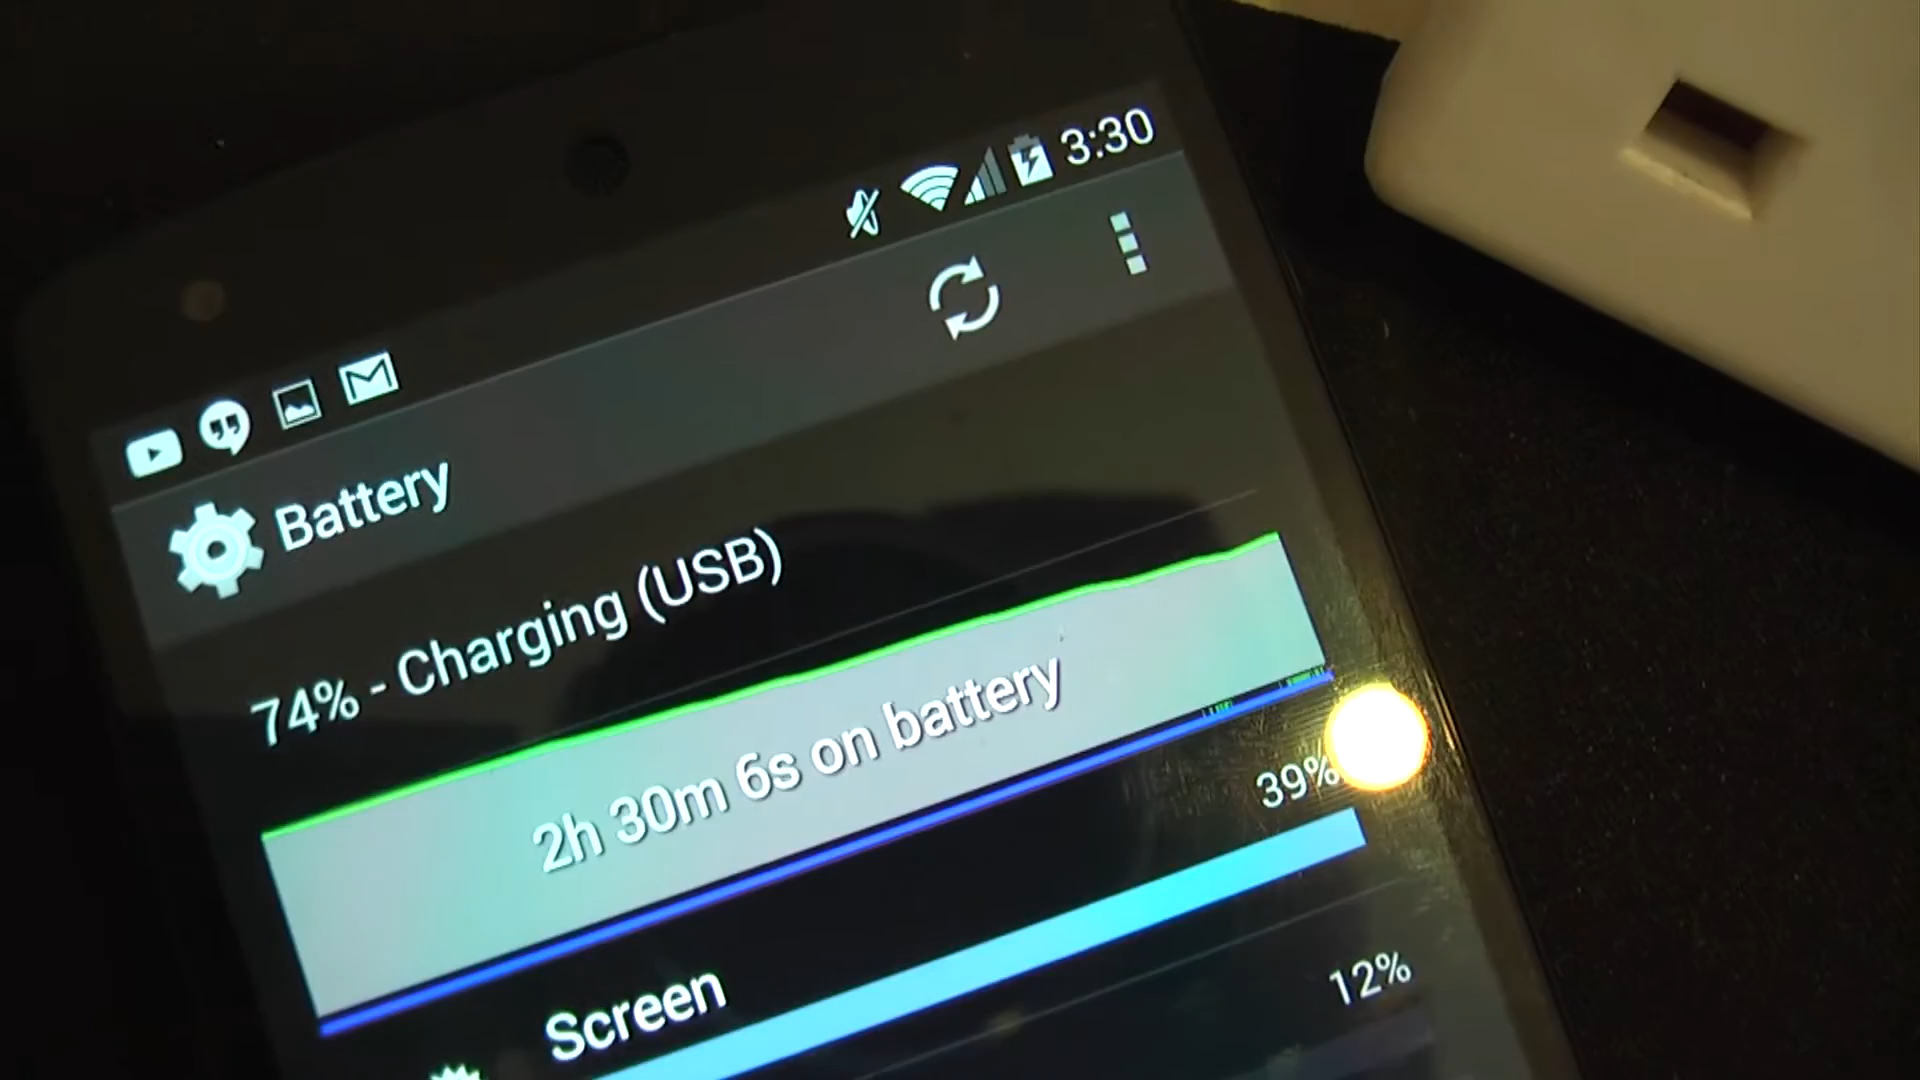 3:30
Battery
74% - Charging (USB)
2h 30m 6s on battery
39%
Screen
12%